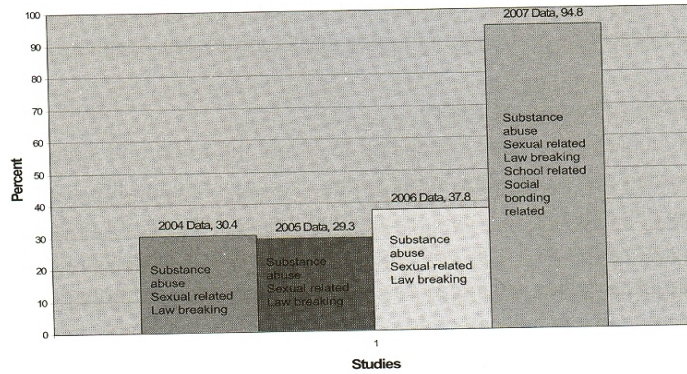 100
90
80
70
60
50
40
30
20
10
0
Percent
2004 Data, 30.4
Substance
abuse
Sexual related
Law breaking
2005 Data, 29.3
Substance
abuse
Sexual related
Law breaking
2006 Data, 37.8
Substance
abuse
Sexual related
Law breaking
2007 Data, 94.8
Substance
abuse
Sexual related
Law breaking
School related
Social
bonding
related
1
Studies